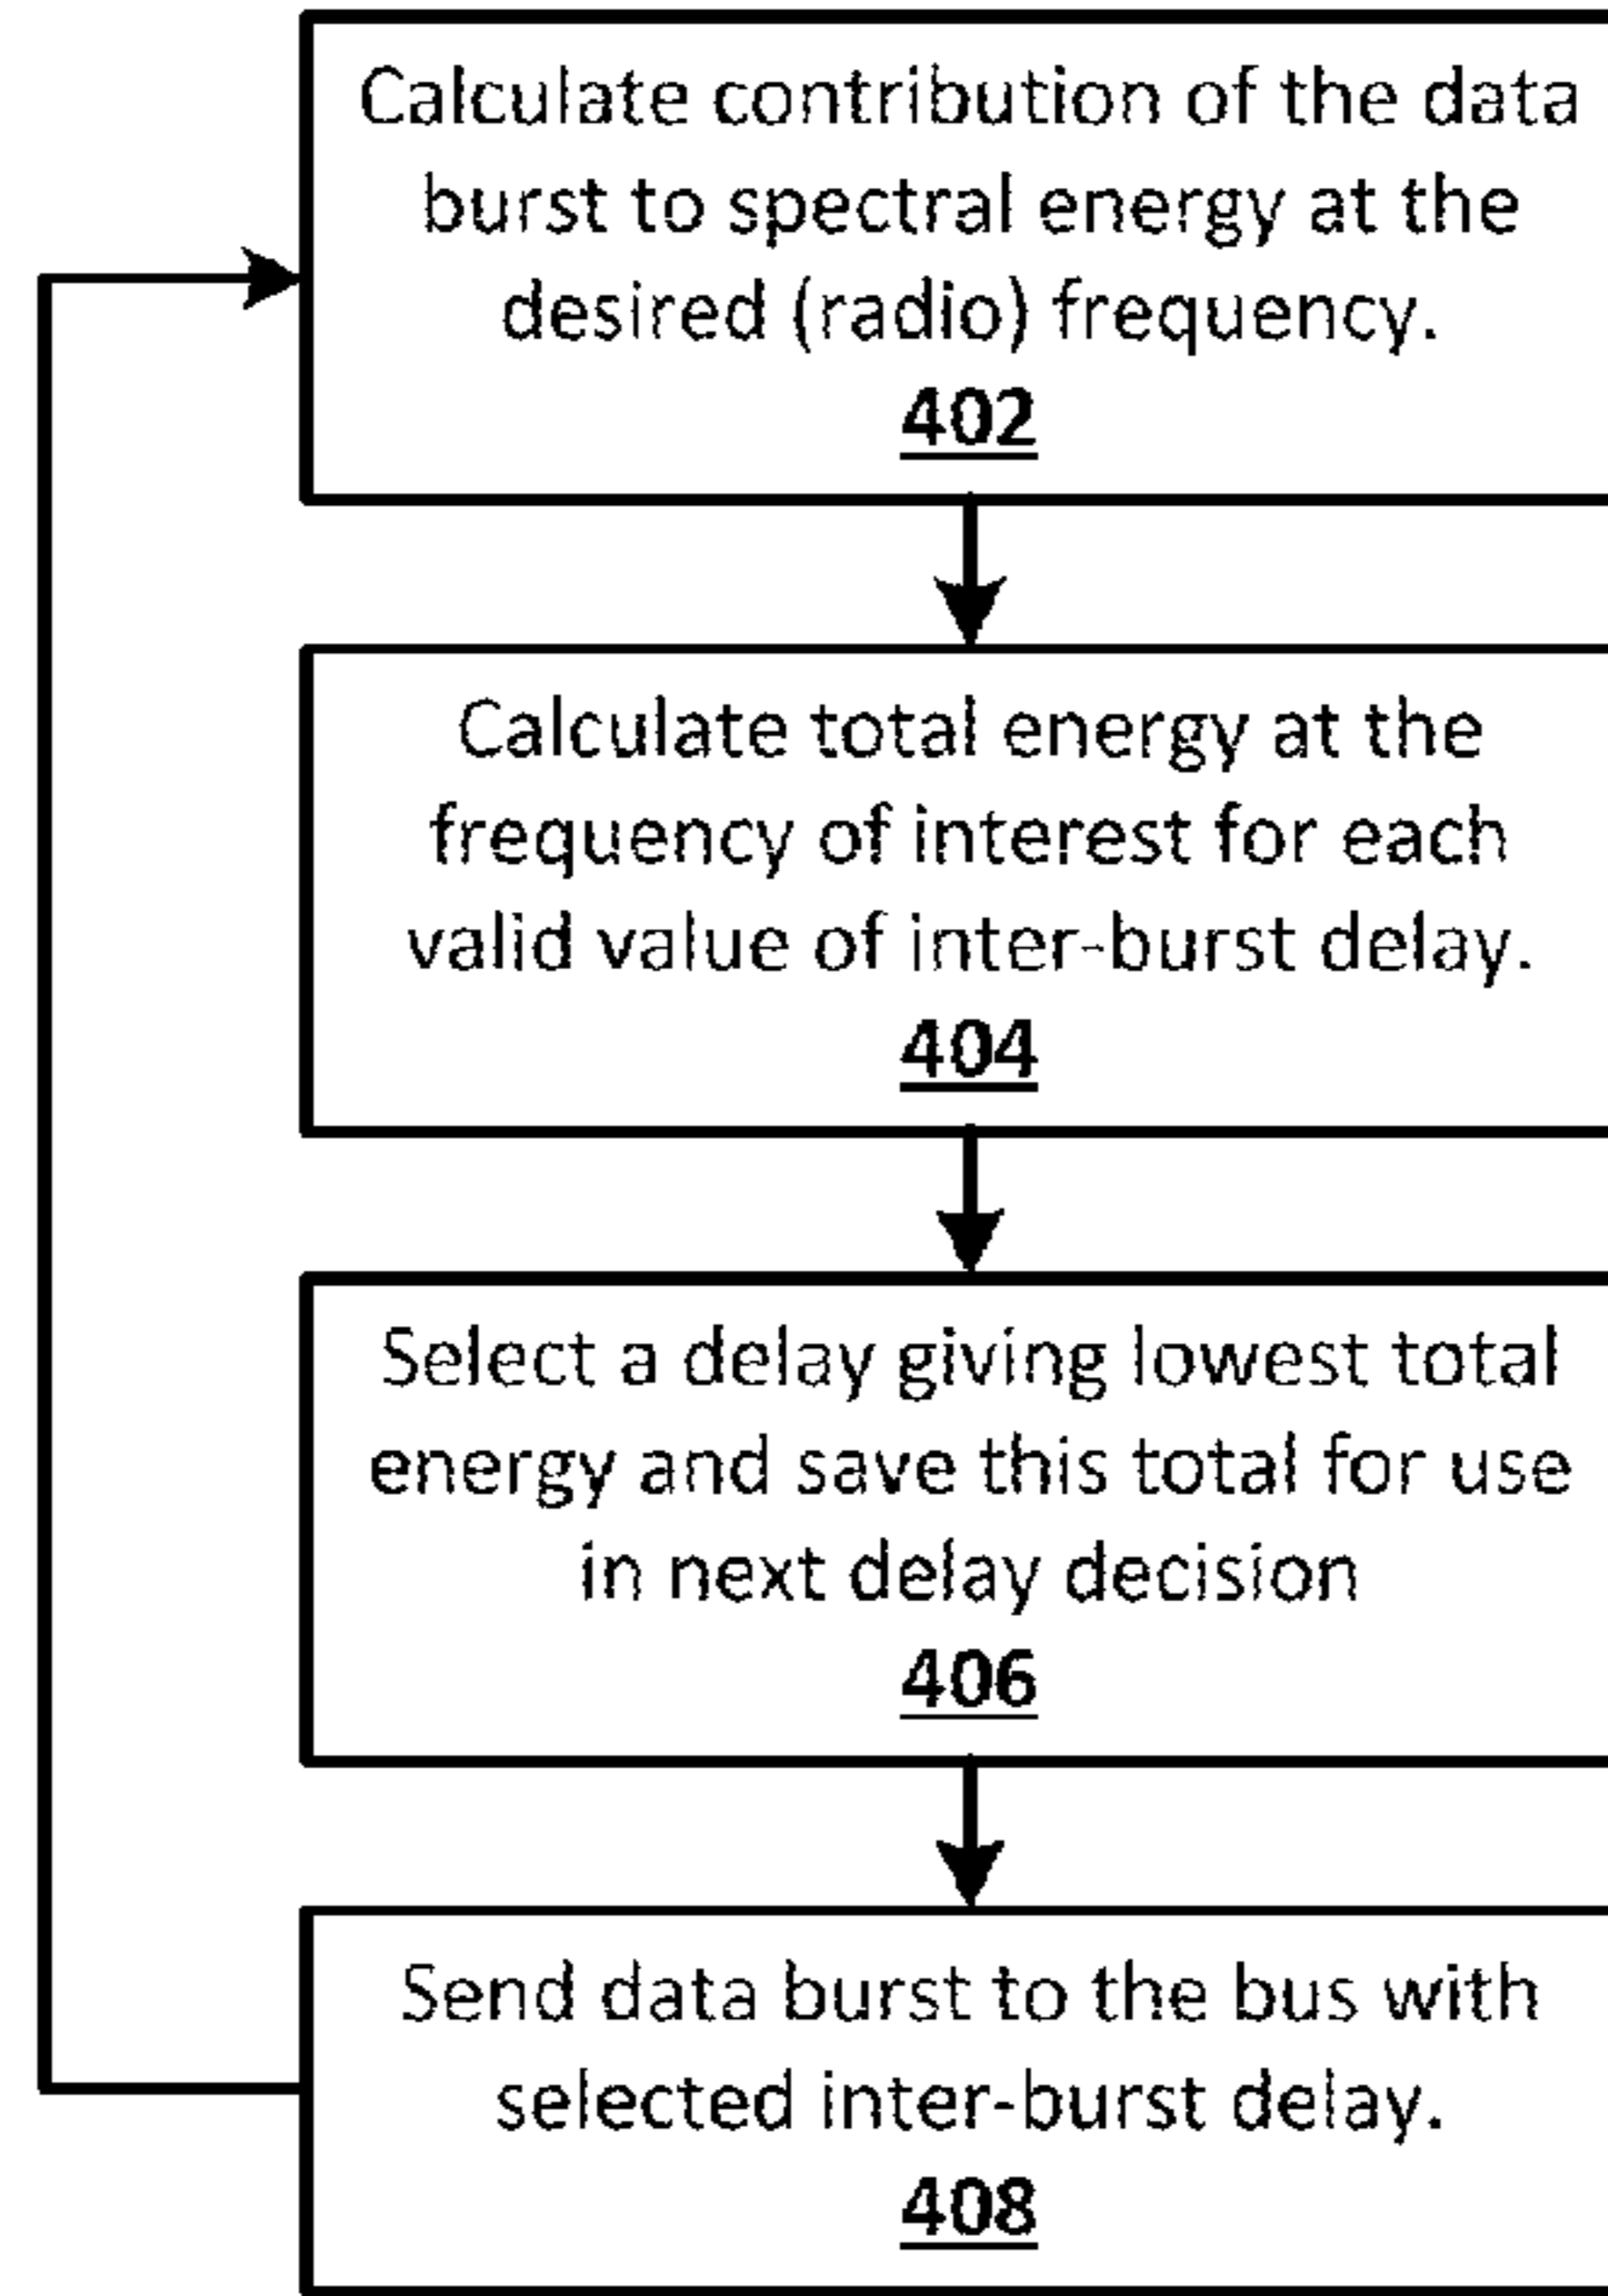 Calculate contribution of the data
burst to spectral energy at the
desired (radio) frequency.
402
Calculate total energy at the
frequency of interest for each
valid value of inter-burst delay.
404
Select a delay giving lowest total
energy and save this total for use
in next delay decision
406
Send data burst to the bus with
selected inter-burst delay.
408